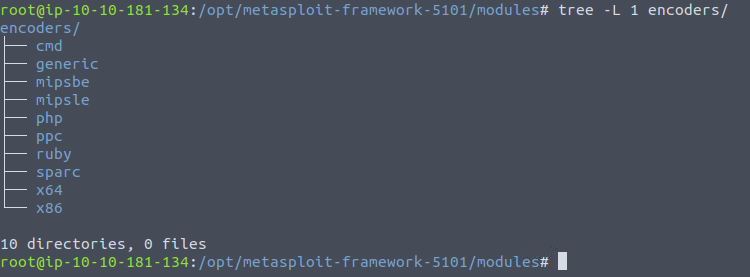 root@ip-10-10-181-134:/opt/metasploit-framework-5101/modules# tree -L 1 encoders/
encoders/
├── cmd
├── generic
├── mipsbe
├── mipsle
├── php
├── ppc
├── ruby
├── sparc
├── x64
└── x86
10 directories, 0 files
root@ip-10-10-181-134:/opt/metasploit-framework-5101/modules#